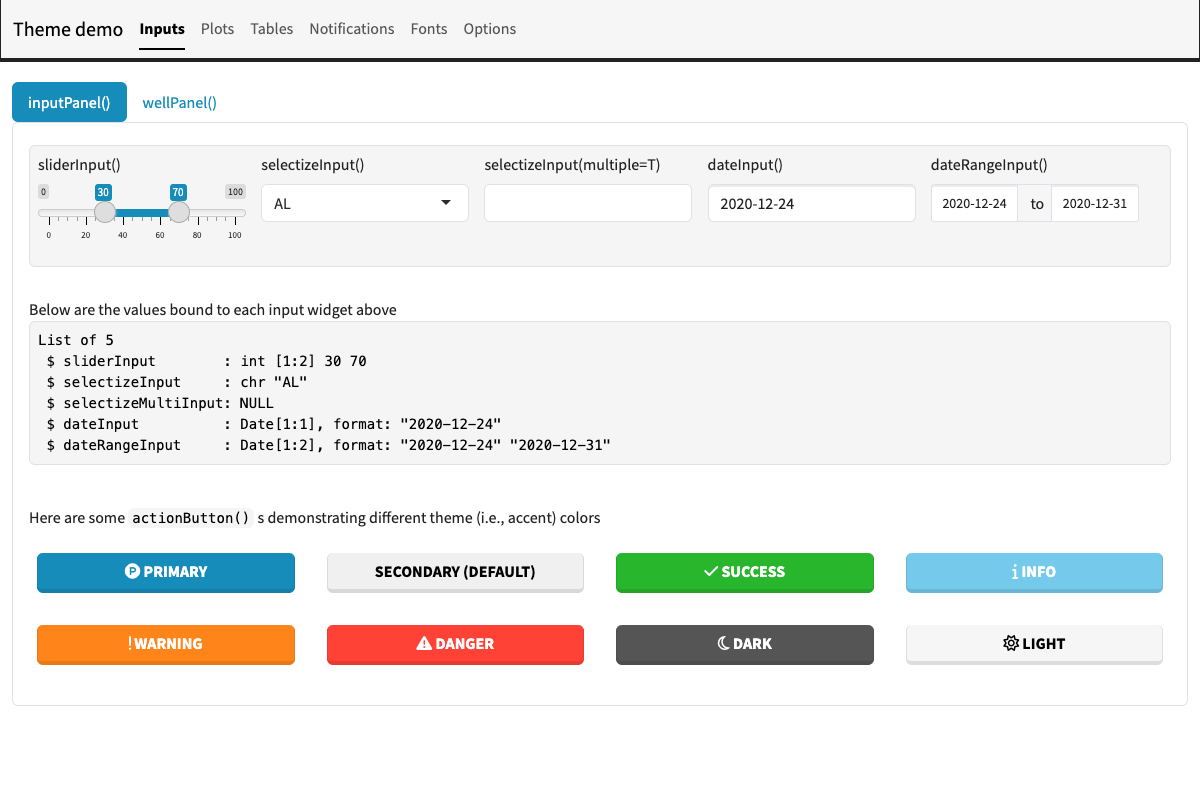 Theme demo Inputs Plots Tables Notifications Fonts Options
inputPanel() wellPanel()
sliderInput() selectizeInput() selectizeInput(multiple=T) dateInput() dateRangeInput()
0 30 70 100
AL 2020-12-24 2020-12-24 to 2020-12-31
0 20 40 60 80 100
Below are the values bound to each input widget above
List of 5
$ sliderInput : int [1:2] 30 70
$ selectizeInput : chr "AL"
$ selectizeMultiInput: NULL
$ dateInput : Date[1:1], format: "2020-12-24"
$ dateRangeInput : Date[1:2], format: "2020-12-24" "2020-12-31"
Here are some actionButton() s demonstrating different theme (i.e., accent) colors
P PRIMARY SECONDARY (DEFAULT) SUCCESS i INFO
! WARNING DANGER DARK LIGHT